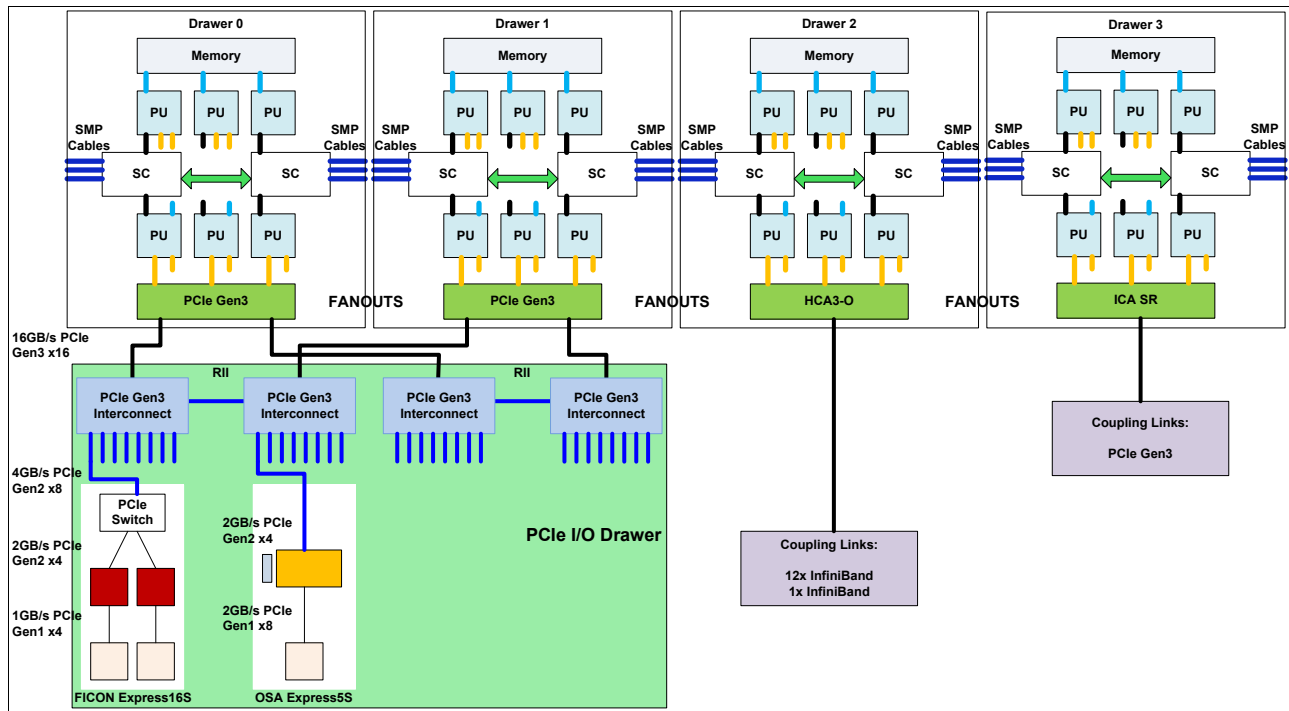 Drawer 0
Drawer 1
Drawer 2
Drawer 3
Memory
Memory
Memory
Memory
PU
PU
PU
PU
PU
PU
PU
PU
PU
PU
PU
PU
SMP
Cables
SMP
Cables
SMP
Cables
SMP
Cables
SMP
Cables
SMP
Cables
SMP
Cables
SMP
Cables
SC
SC
SC
SC
SC
SC
SC
SC
PU
PU
PU
PU
PU
PU
PU
PU
PU
PU
PU
PU
PCIe Gen3
FANOUTS
PCIe Gen3
FANOUTS
HCA3-O
FANOUTS
ICA SR
16GB/s PCIe
Gen3 x16
RII
RII
PCIe Gen3
Interconnect
PCIe Gen3
Interconnect
PCIe Gen3
Interconnect
PCIe Gen3
Interconnect
Coupling Links:
PCIe Gen3
4GB/s PCIe
Gen2 x8
PCIe
Switch
2GB/s PCIe
Gen2 x4
2GB/s PCIe
Gen2 x4
PCIe I/O Drawer
Coupling Links:
12x InfiniBand
1x InfiniBand
1GB/s PCIe
Gen1 x4
2GB/s PCIe
Gen1 x8
FICON Express16S
OSA Express5S